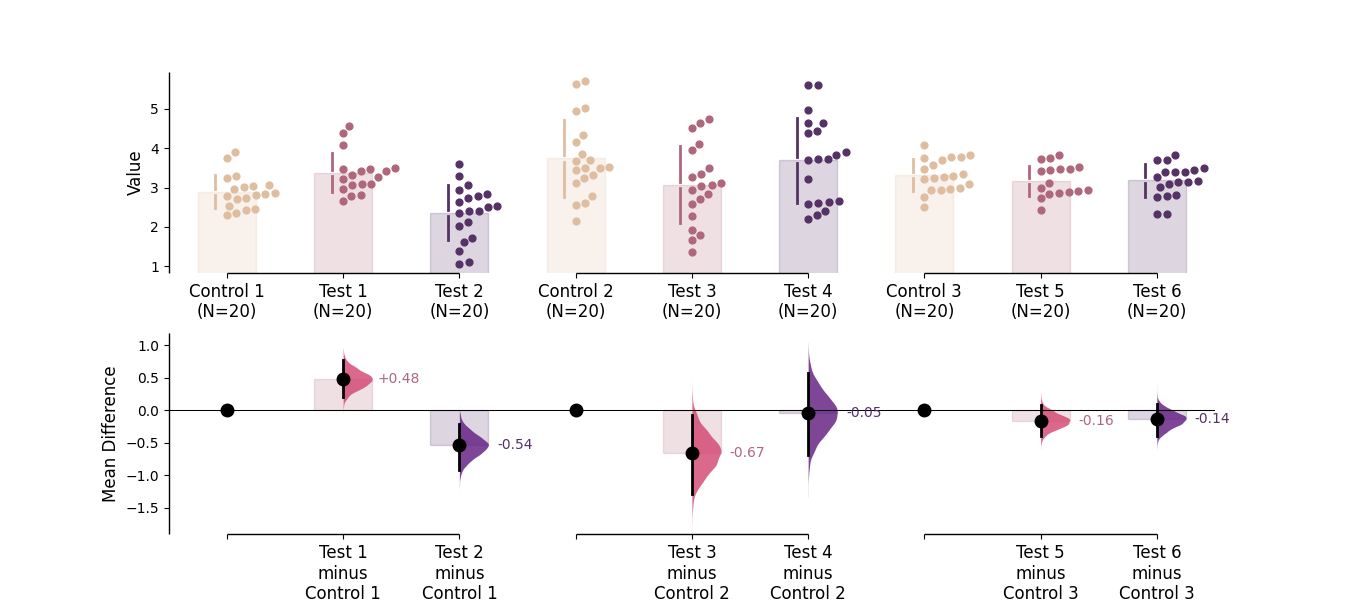 Value
5
4
3
2
1
Control 1 Test 1 Test 2 Control 2 Test 3 Test 4 Control 3 Test 5 Test 6
(N=20) (N=20) (N=20) (N=20) (N=20) (N=20) (N=20) (N=20) (N=20)
Mean Difference
1.0
0.5
0.0
−0.5
−1.0
−1.5
+0.48
-0.54
-0.67
-0.05
-0.16
-0.14
Test 1 Test 2 Test 3 Test 4 Test 5 Test 6
minus minus minus minus minus minus
Control 1 Control 1 Control 2 Control 2 Control 3 Control 3